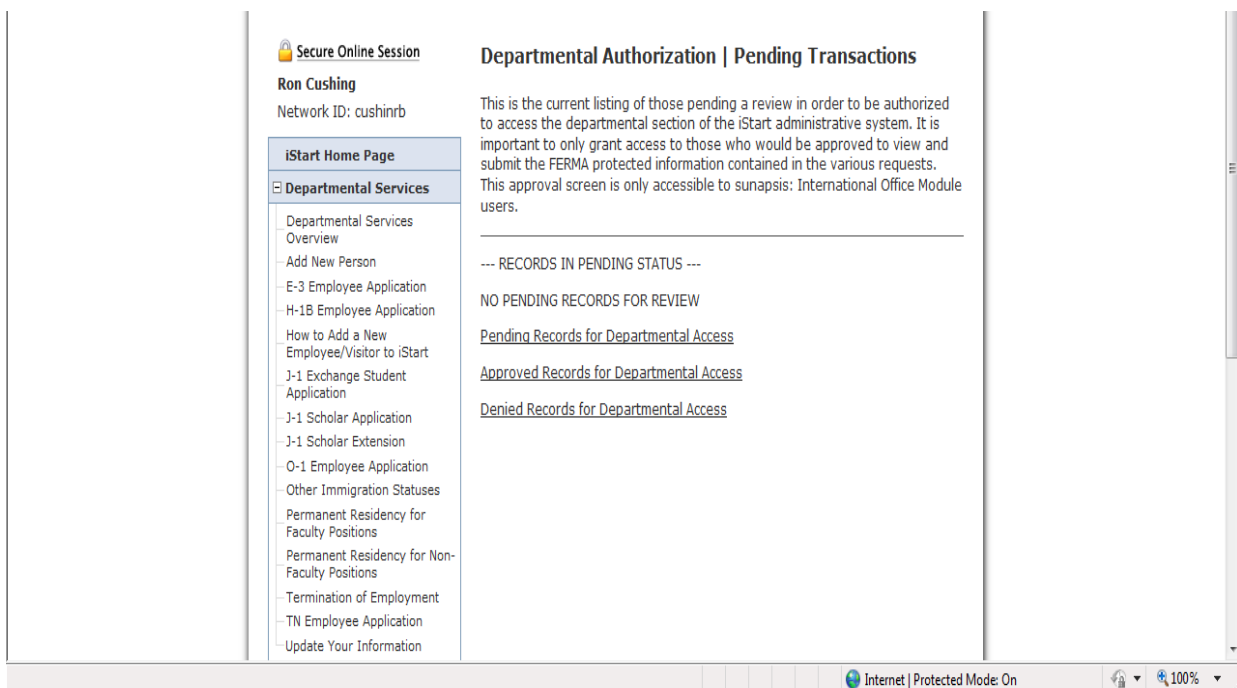 Secure Online Session
Ron Cushing
Network ID: cushinrb
iStart Home Page
Departmental Services
Departmental Services
Overview
Add New Person
E-3 Employee Application
H-1B Employee Application
How to Add a New
Employee/Visitor to iStart
J-1 Exchange Student
Application
J-1 Scholar Application
J-1 Scholar Extension
O-1 Employee Application
Other Immigration Statuses
Permanent Residency for
Faculty Positions
Permanent Residency for Non-
Faculty Positions
Termination of Employment
TN Employee Application
Update Your Information
Departmental Authorization | Pending Transactions
This is the current listing of those pending a review in order to be authorized
to access the departmental section of the iStart administrative system. It is
important to only grant access to those who would be approved to view and
submit the FERMA protected information contained in the various requests.
This approval screen is only accessible to sunapsis: International Office Module
users.
--- RECORDS IN PENDING STATUS ---
NO PENDING RECORDS FOR REVIEW
Pending Records for Departmental Access
Approved Records for Departmental Access
Denied Records for Departmental Access
Internet | Protected Mode: On
100%